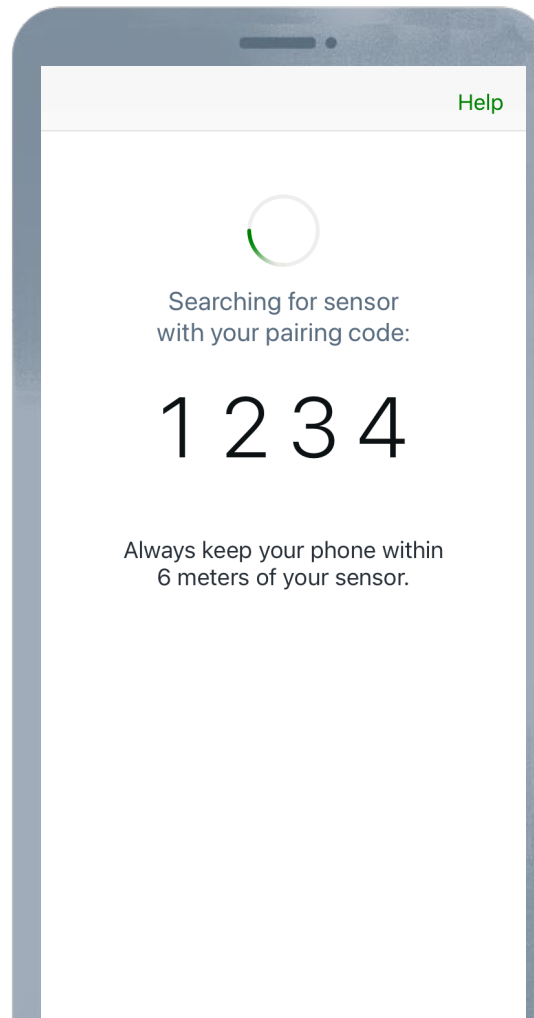 Help
Searching for sensor
with your pairing code:
1 2 3 4
Always keep your phone within
6 meters of your sensor.